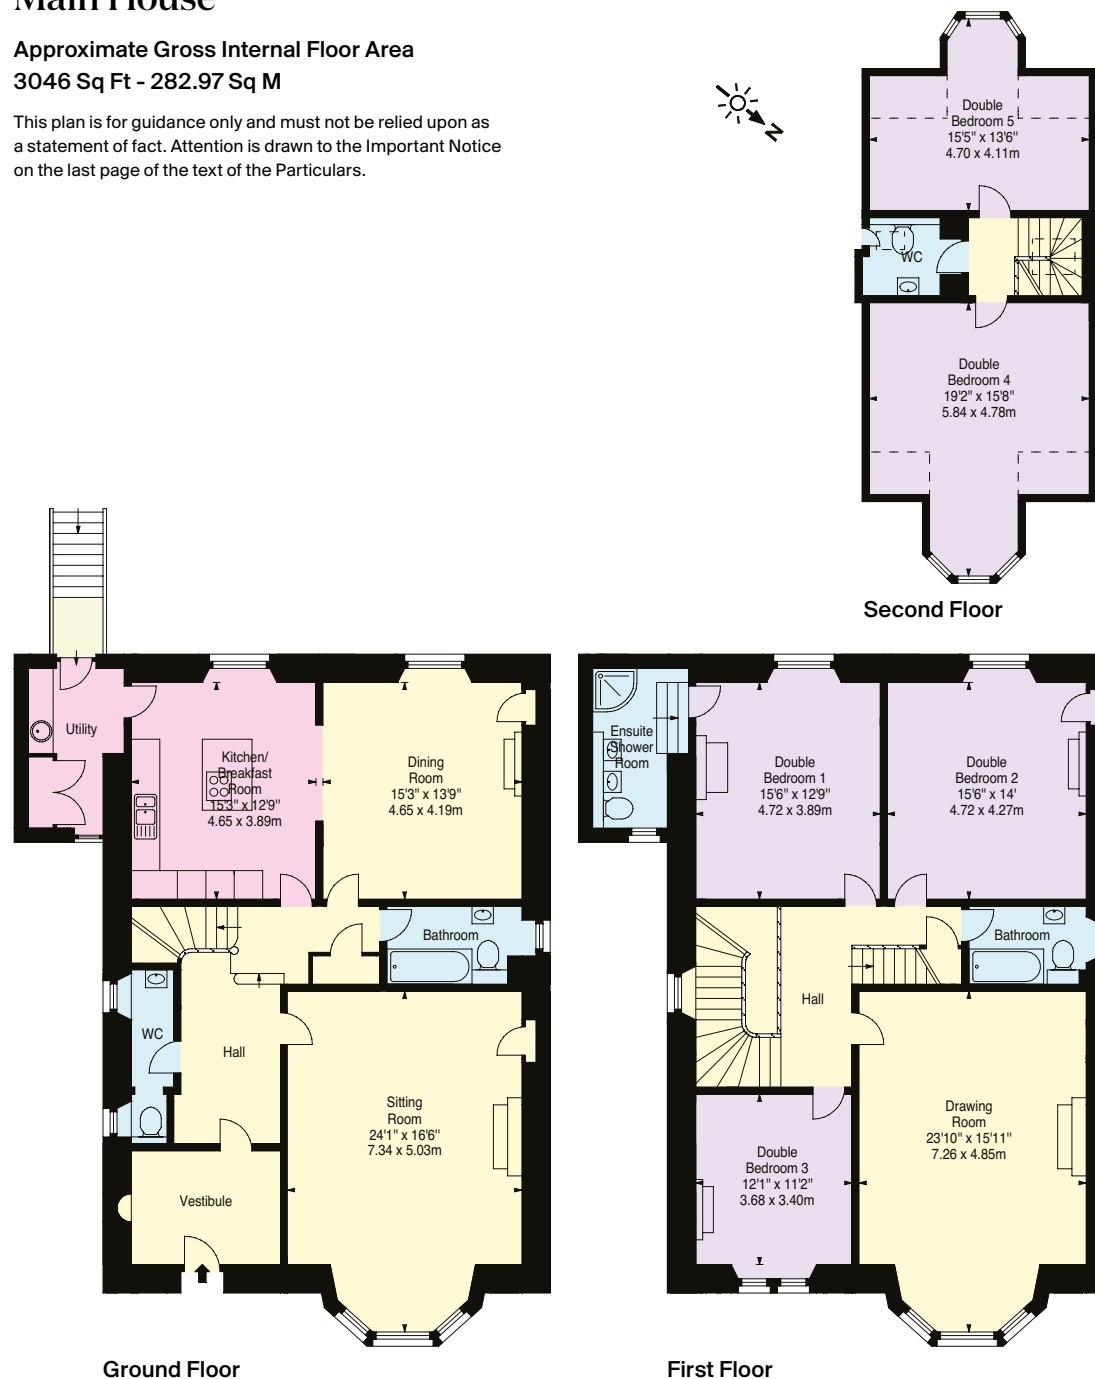 Main House
Approximate Gross Internal Floor Area
3046 Sq Ft - 282.97 Sq M
This plan is for guidance only and must not be relied upon as
a statement of fact. Attention is drawn to the Important Notice
on the last page of the text of the Particulars.
N
Double
Bedroom 5
15'5" x 13'6"
4.70 x 4.11m
WC
Double
Bedroom 4
19'2" x 15'8"
5.84 x 4.78m
Second Floor
Utility
Kitchen/
Breakfast
Room
15'3" x 12'9"
4.65 x 3.89m
Dining
Room
15'3" x 13'9"
4.65 x 4.19m
Bathroom
WC
Hall
Sitting
Room
24'1" x 16'6"
7.34 x 5.03m
Vestibule
Ground Floor
Ensuite
Shower
Room
Double
Bedroom 1
15'6" x 12'9"
4.72 x 3.89m
Double
Bedroom 2
15'6" x 14'
4.72 x 4.27m
Bathroom
Hall
Drawing
Room
23'10" x 15'11"
7.26 x 4.85m
Double
Bedroom 3
12'1" x 11'2"
3.68 x 3.40m
First Floor